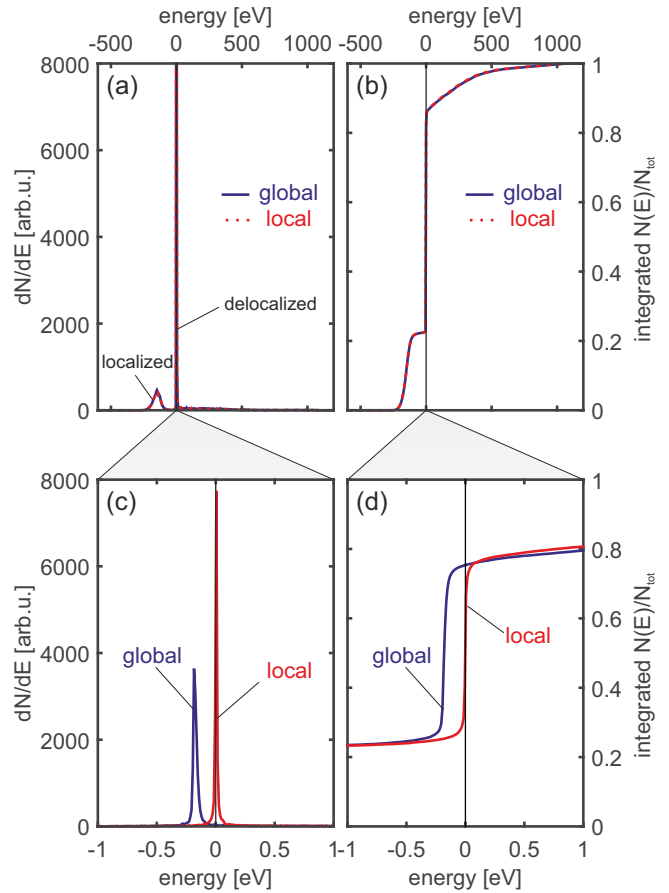 energy [eV]
energy [eV]
-500 0 500 1000
-500 0 500 1000
8000
6000
4000
2000
0
dN/dE [arb.u.]
(a)
global
local
delocalized
localized
(b)
global
local
1
0.8
0.6
0.4
0.2
0
integrated N(E)/Ntot
8000
6000
4000
2000
0
dN/dE [arb.u.]
(c)
global
local
-1 -0.5 0 0.5 1
energy [eV]
(d)
local
global
1
0.8
0.6
0.4
0.2
0
integrated N(E)/Ntot
-1 -0.5 0 0.5 1
energy [eV]